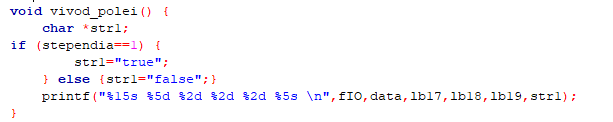 void vivod_polei() {
char *str1;
if (stependia==1) {
str1="true";
} else {str1="false";}
printf("%15s %5d %2d %2d %2d %5s \n",fIO,data,lb17,lb18,lb19,str1);
}